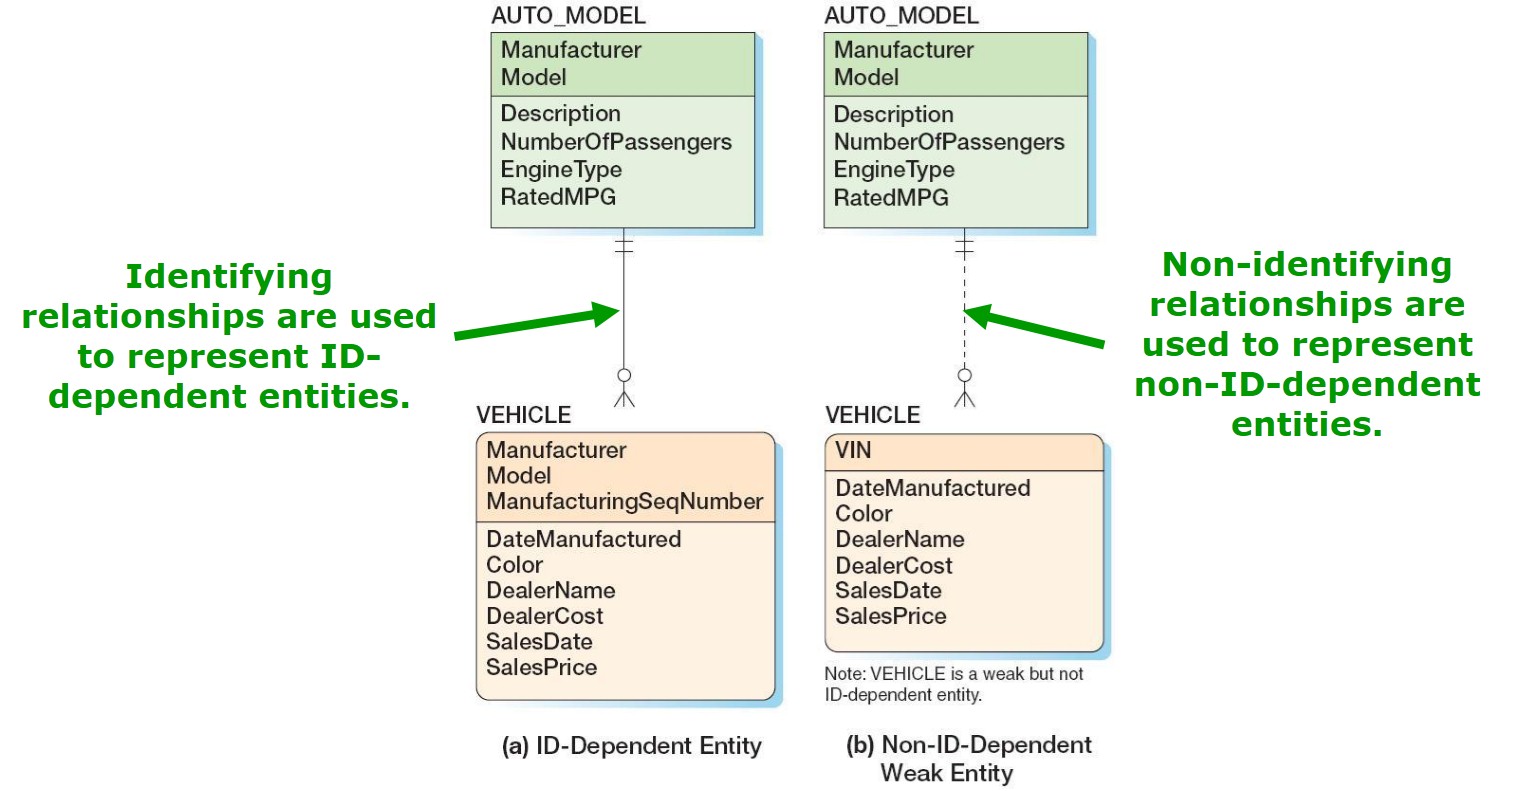 AUTO_MODEL
Manufacturer
Model
Description
NumberOfPassengers
EngineType
RatedMPG
AUTO_MODEL
Manufacturer
Model
Description
NumberOfPassengers
EngineType
RatedMPG
Identifying
relationships are used
to represent ID-
dependent entities.
Non-identifying
relationships are
used to represent
non-ID-dependent
entities.
VEHICLE
Manufacturer
Model
ManufacturingSeqNumber
DateManufactured
Color
DealerName
DealerCost
SalesDate
SalesPrice
VEHICLE
VIN
DateManufactured
Color
DealerName
DealerCost
SalesDate
SalesPrice
Note: VEHICLE is a weak but not
ID-dependent entity.
(a) ID-Dependent Entity
(b) Non-ID-Dependent
Weak Entity